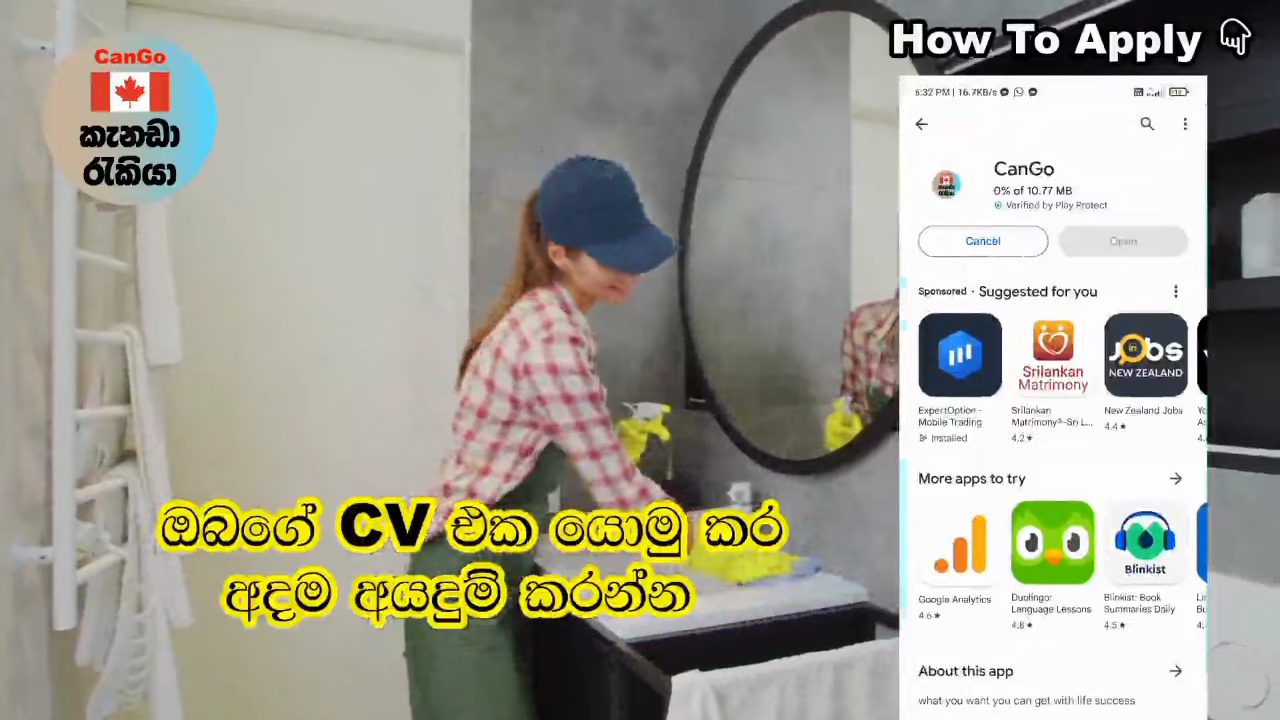 CanGo
කැනඩා
රැකියා
How To Apply
6:32 PM | 16.7KB/s
CanGo
0% of 10.77 MB
Verified by Play Protect
Cancel
Open
Sponsored · Suggested for you
Srilankan
Matrimony
Jobs
in
NEW ZEALAND
ExpertOption -
Mobile Trading
Installed
Srilankan
Matrimony®-Sri L...
4.2★
New Zealand Jobs
4.4★
More apps to try
Blinkist
Google Analytics
4.6★
Duolingo:
Language Lessons
4.8★
Blinkist: Book
Summaries Daily
4.5★
About this app
what you want you can get with life success
ඔබගේ CV එක යොමු කර
අදම අයදුම් කරන්න